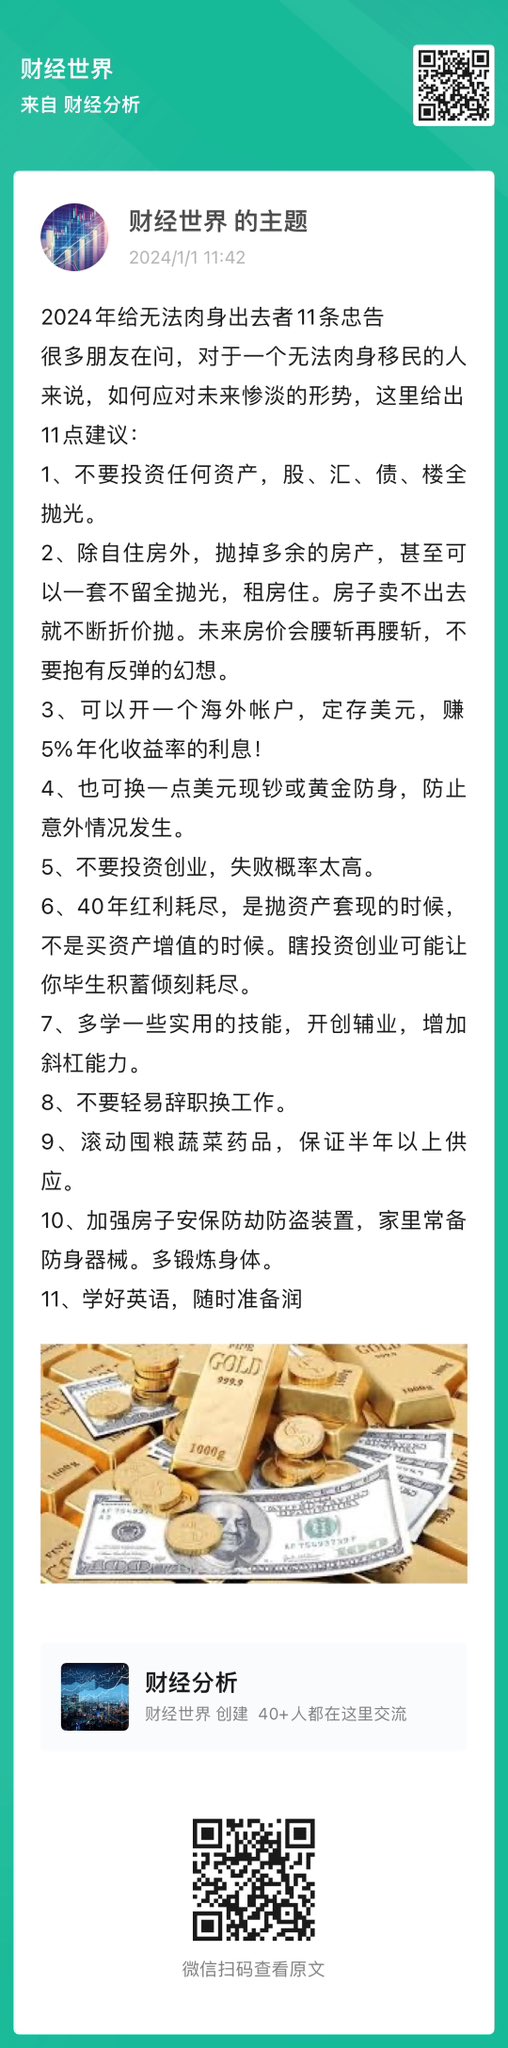 财经世界
来自 财经分析
财经世界 的主题
2024/1/1 11:42
2024年给无法肉身出去者11条忠告
很多朋友在问，对于一个无法肉身移民的人
来说，如何应对未来惨淡的形势，这里给出
11点建议：
1、不要投资任何资产，股、汇、债、楼全
抛光。
2、除自住房外，抛掉多余的房产，甚至可
以一套不留全抛光，租房住。房子卖不出去
就不断折价抛。未来房价会腰斩再腰斩，不
要抱有反弹的幻想。
3、可以开一个海外帐户，定存美元，赚
5%年化收益率的利息！
4、也可换一点美元现钞或黄金防身，防止
意外情况发生。
5、不要投资创业，失败概率太高。
6、40年红利耗尽，是抛资产套现的时候，
不是买资产增值的时候。瞎投资创业可能让
你毕生积蓄倾刻耗尽。
7、多学一些实用的技能，开创辅业，增加
斜杠能力。
8、不要轻易辞职换工作。
9、滚动囤粮蔬菜药品，保证半年以上供
应。
10、加强房子安保防劫防盗装置，家里常备
防身器械。多锻炼身体。
11、学好英语，随时准备润
FINE
GOLD
999.9
1000g
1000g
1000g
999.9
FINE
100
财经分析
财经世界 创建 40+人都在这里交流
微信扫码查看原文